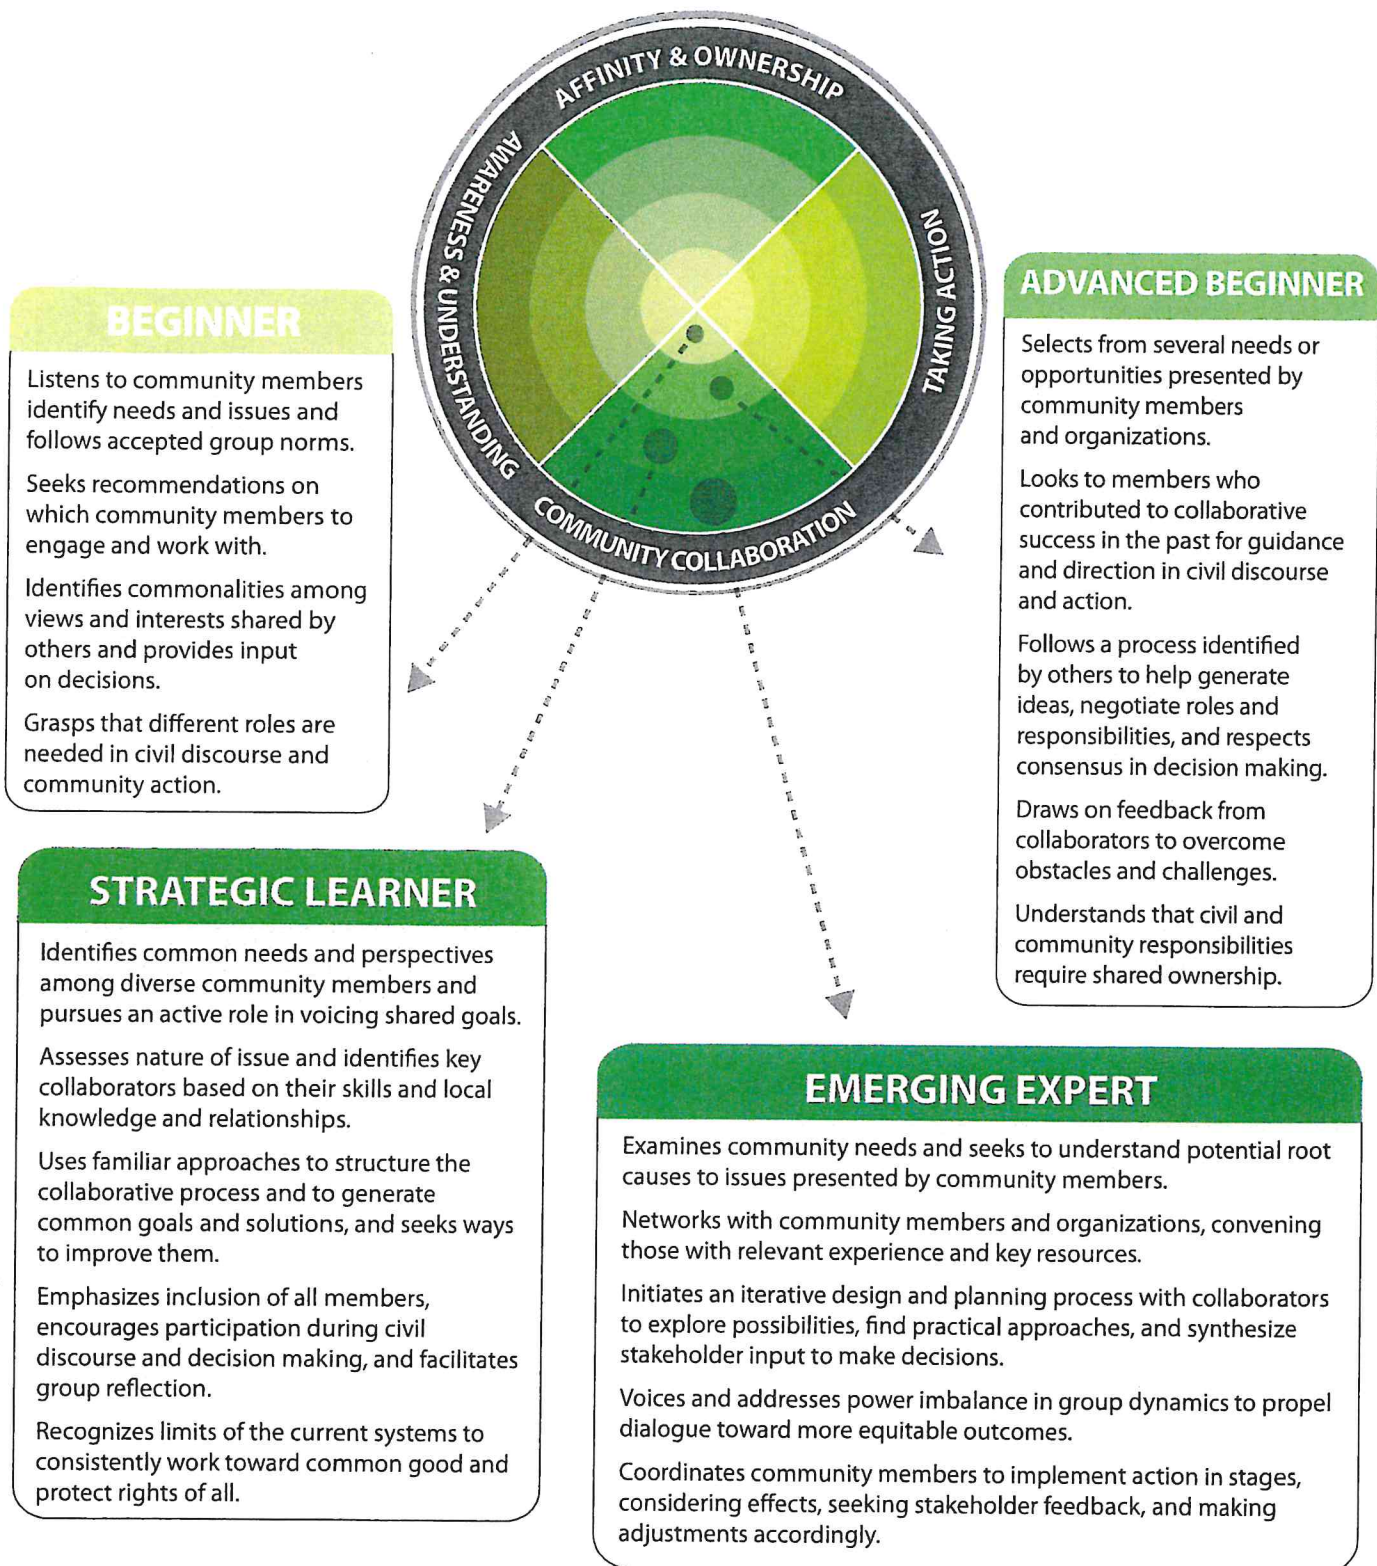 AFFINITY & OWNERSHIP
AWARENESS & UNDERSTANDING
TAKING ACTION
COMMUNITY COLLABORATION
BEGINNER
Listens to community members
identify needs and issues and
follows accepted group norms.
Seeks recommendations on
which community members to
engage and work with.
Identifies commonalities among
views and interests shared by
others and provides input
on decisions.
Grasps that different roles are
needed in civil discourse and
community action.
ADVANCED BEGINNER
Selects from several needs or
opportunities presented by
community members
and organizations.
Looks to members who
contributed to collaborative
success in the past for guidance
and direction in civil discourse
and action.
Follows a process identified
by others to help generate
ideas, negotiate roles and
responsibilities, and respects
consensus in decision making.
Draws on feedback from
collaborators to overcome
obstacles and challenges.
Understands that civil and
community responsibilities
require shared ownership.
STRATEGIC LEARNER
Identifies common needs and perspectives
among diverse community members and
pursues an active role in voicing shared goals.
Assesses nature of issue and identifies key
collaborators based on their skills and local
knowledge and relationships.
Uses familiar approaches to structure the
collaborative process and to generate
common goals and solutions, and seeks ways
to improve them.
Emphasizes inclusion of all members,
encourages participation during civil
discourse and decision making, and facilitates
group reflection.
Recognizes limits of the current systems to
consistently work toward common good and
protect rights of all.
EMERGING EXPERT
Examines community needs and seeks to understand potential root
causes to issues presented by community members.
Networks with community members and organizations, convening
those with relevant experience and key resources.
Initiates an iterative design and planning process with collaborators
to explore possibilities, find practical approaches, and synthesize
stakeholder input to make decisions.
Voices and addresses power imbalance in group dynamics to propel
dialogue toward more equitable outcomes.
Coordinates community members to implement action in stages,
considering effects, seeking stakeholder feedback, and making
adjustments accordingly.